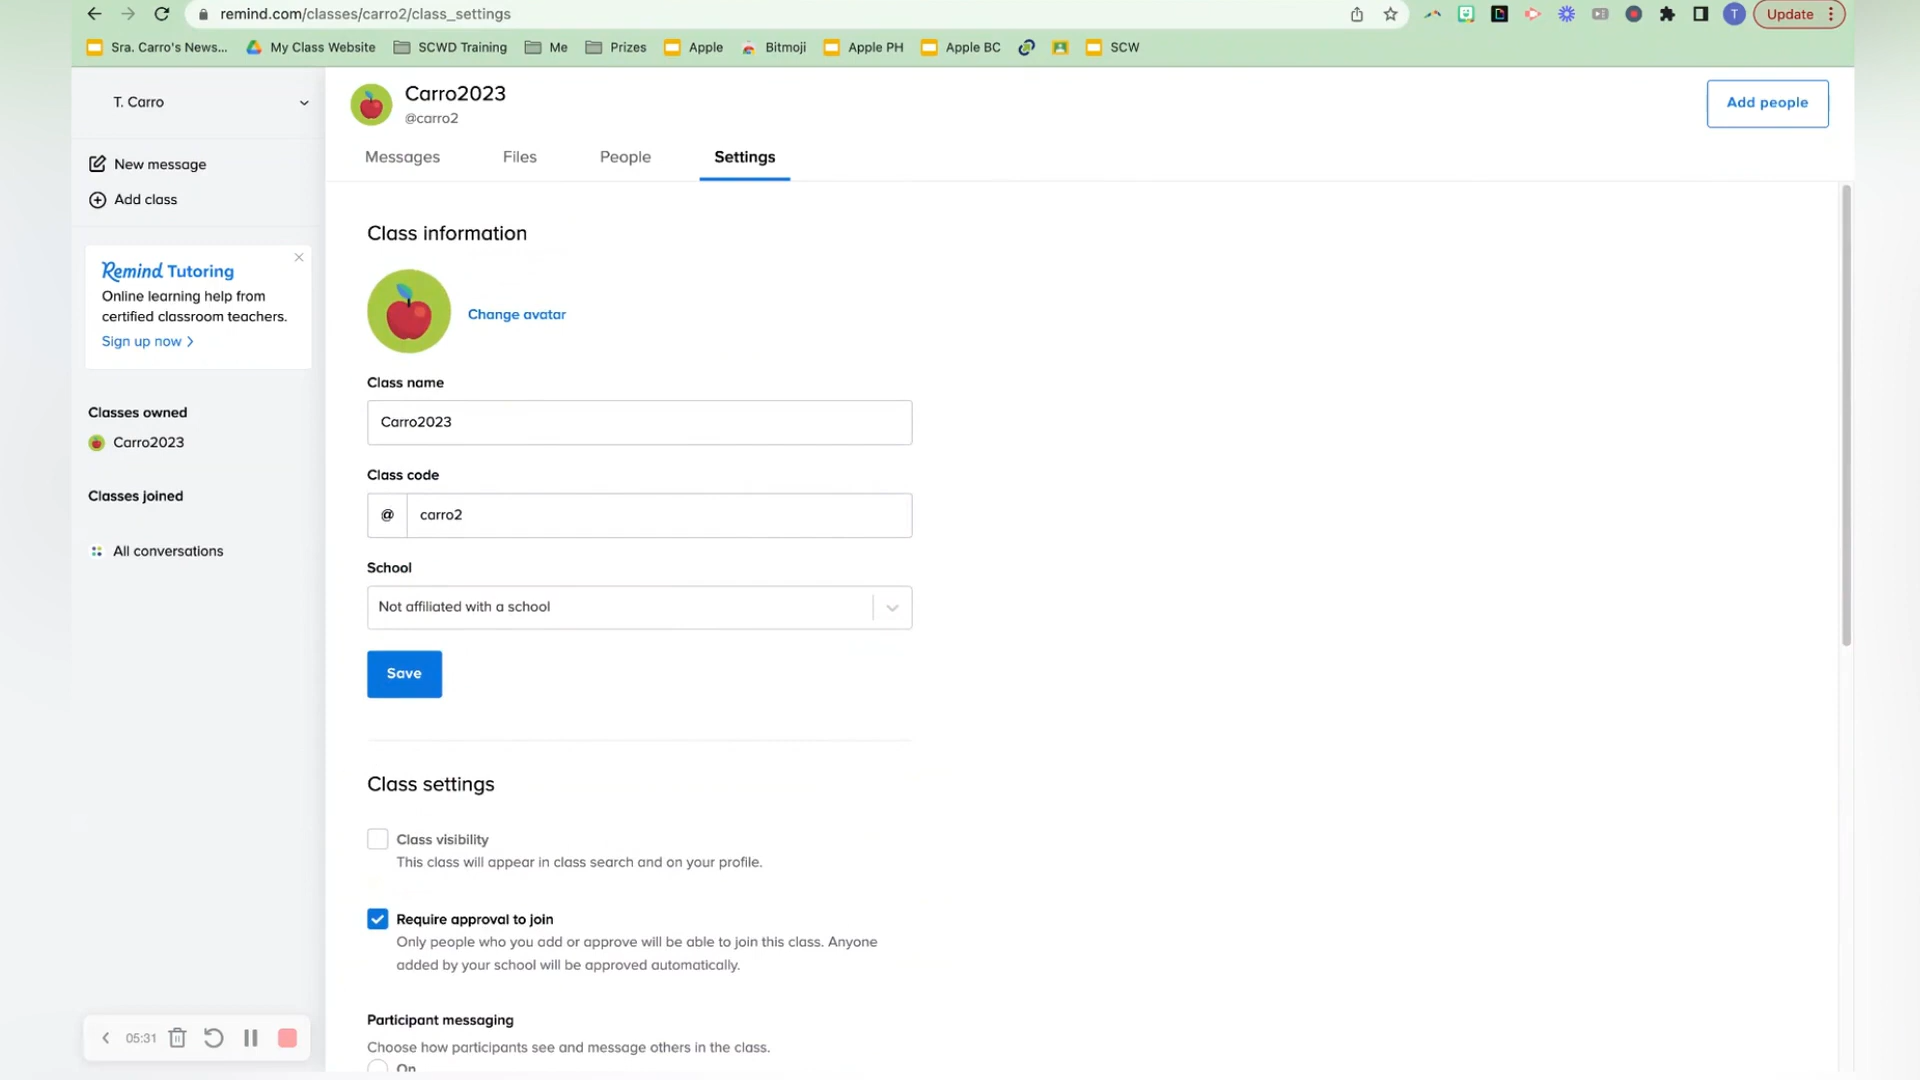 remind.com/classes/carro2/class_settings
T
Update
Sra. Carro's News...
My Class Website
SCWD Training
Me
Prizes
Apple
Bitmoji
Apple PH
Apple BC
SCW
T. Carro
New message
Add class
Remind Tutoring
Online learning help from
certified classroom teachers.
Sign up now >
Classes owned
Carro2023
Classes joined
All conversations
05:31
Carro2023
@carro2
Add people
Messages
Files
People
Settings
Class information
Change avatar
Class name
Carro2023
Class code
@ carro2
School
Not affiliated with a school
Save
Class settings
Class visibility
This class will appear in class search and on your profile.
Require approval to join
Only people who you add or approve will be able to join this class. Anyone
added by your school will be approved automatically.
Participant messaging
Choose how participants see and message others in the class.
On